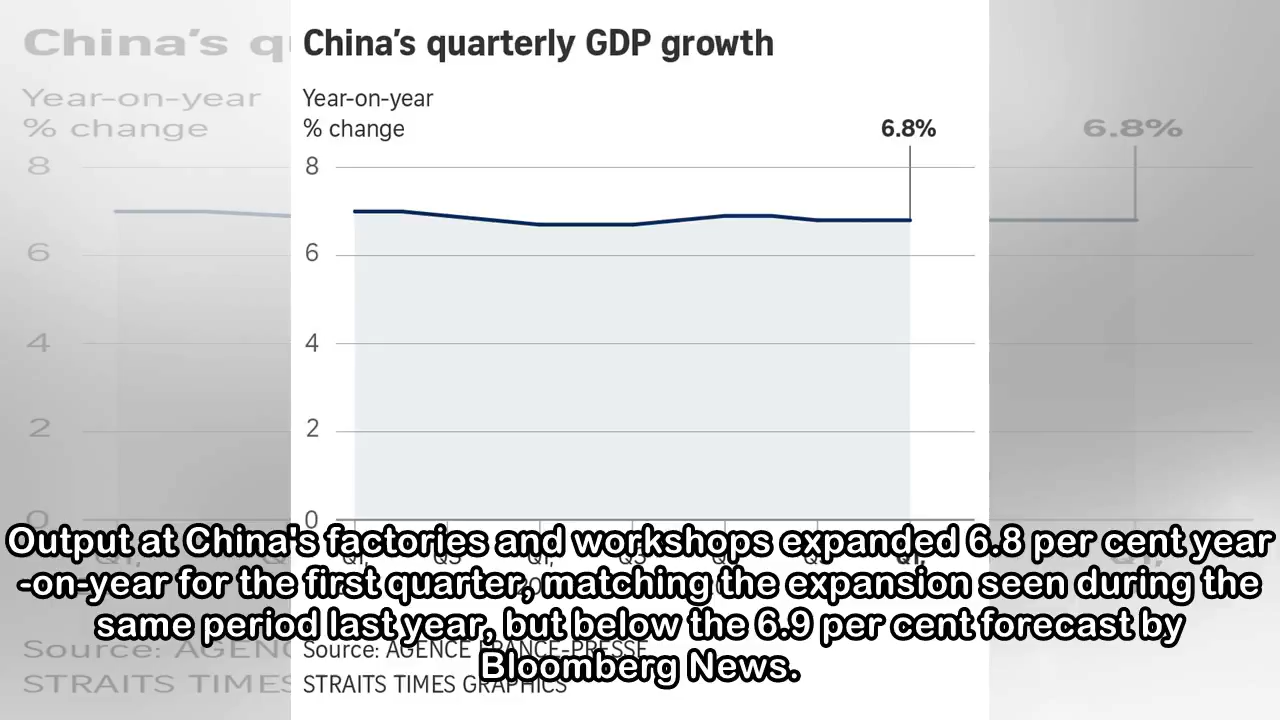 China's quarterly GDP growth
Year-on-year
% change
6.8%
8
6
4
2
0
Output at China's factories and workshops expanded 6.8 per cent year
-on-year for the first quarter, matching the expansion seen during the
same period last year, but below the 6.9 per cent forecast by
Bloomberg News.
Source: AGENCE FRANCE-PRESSE
STRAITS TIMES GRAPHICS